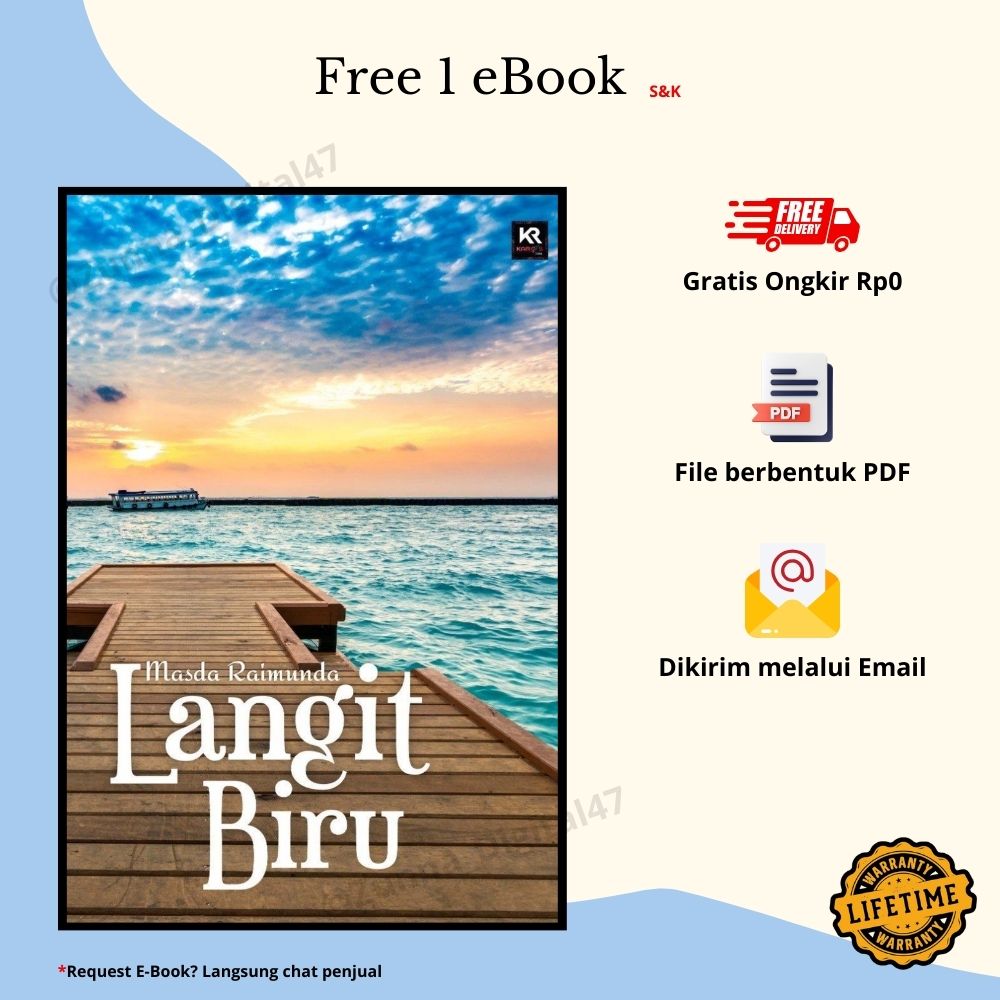 Free 1 eBook S&K
KR
FREE
DELIVERY
Gratis Ongkir Rp0
PDF
File berbentuk PDF
Dikirim melalui Email
Masda Raimunda
Langit
Biru
WARRANTY
LIFETIME
WARRANTY
*Request E-Book? Langsung chat penjual